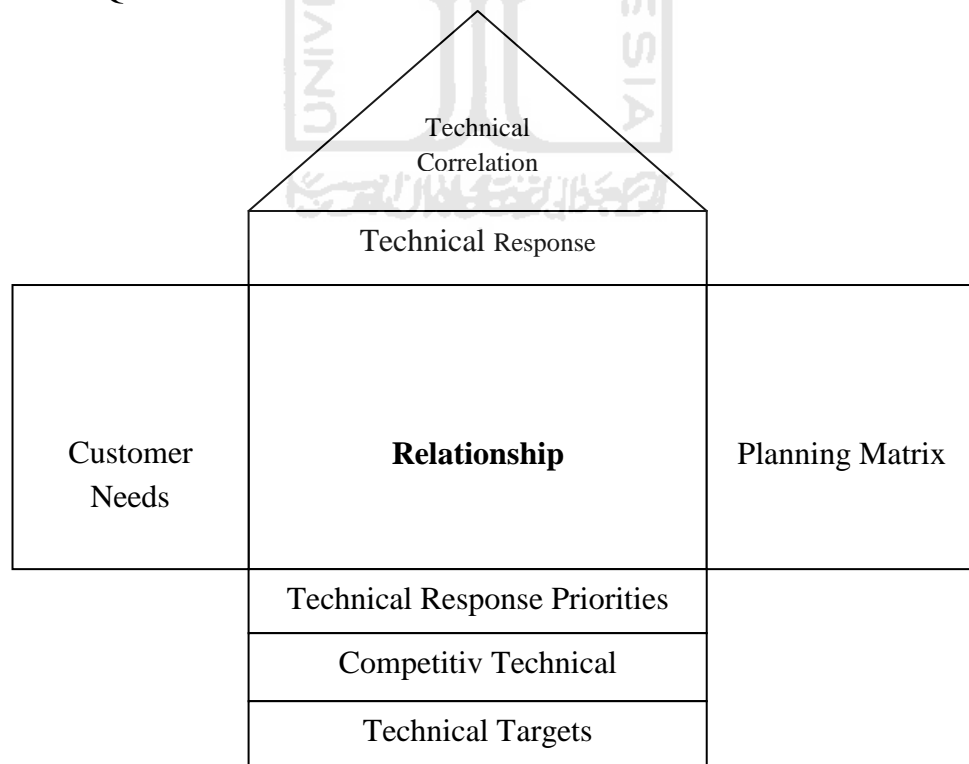 Technical
Correlation
Technical Response
Customer
Needs
Relationship
Planning Matrix
Technical Response Priorities
Competitiv Technical
Technical Targets